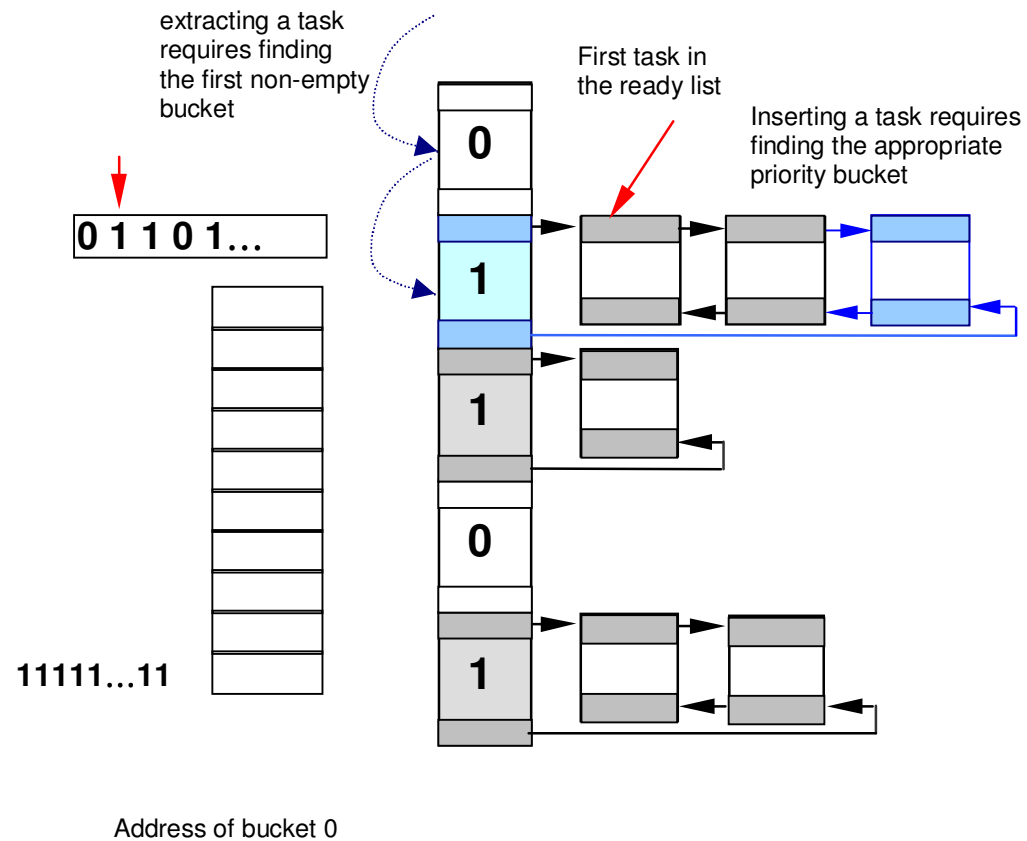 extracting a task
requires finding
the first non-empty
bucket
First task in
the ready list
Inserting a task requires
finding the appropriate
priority bucket
0 1 1 0 1...
0
1
1
0
1
11111...11
Address of bucket 0